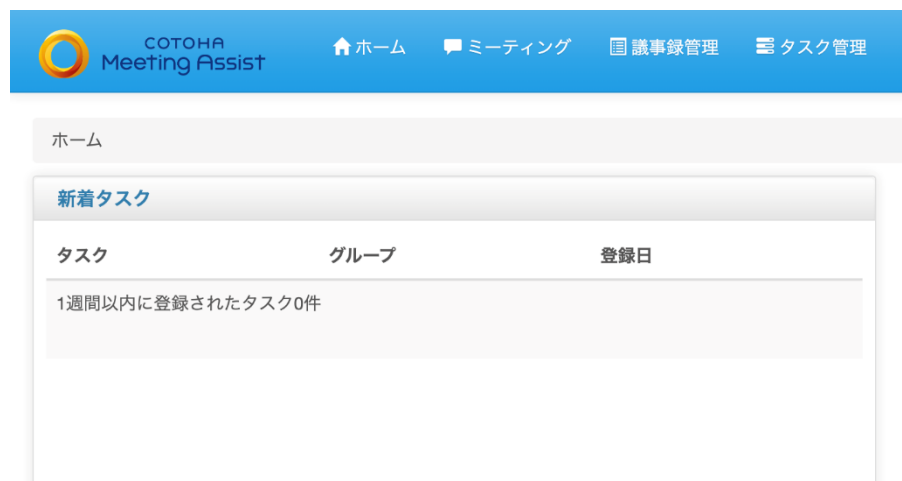 COTOHA
Meeting Assist
ホーム ミーティング 議事録管理 タスク管理
ホーム
新着タスク
タスク グループ 登録日
1週間以内に登録されたタスク0件